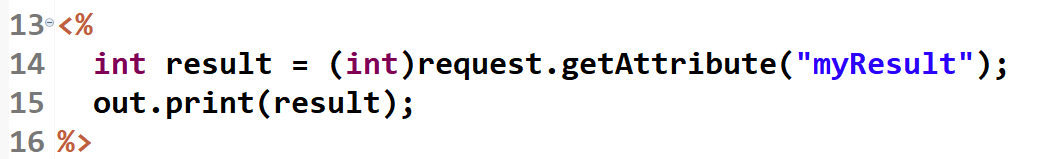 13 <%
14   int result = (int)request.getAttribute("myResult");
15   out.print(result);
16 %>